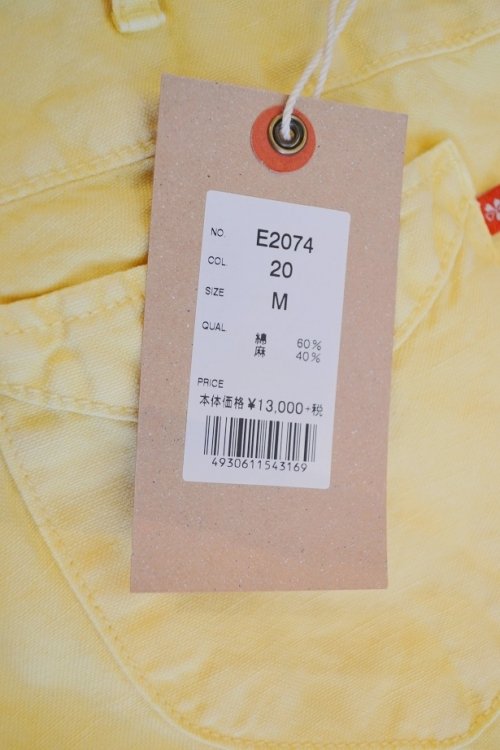 NO. E2074
COL. 20
SIZE M
QUAL. 綿 60%
麻 40%
PRICE
本体価格 ¥13,000+税
4930611543169